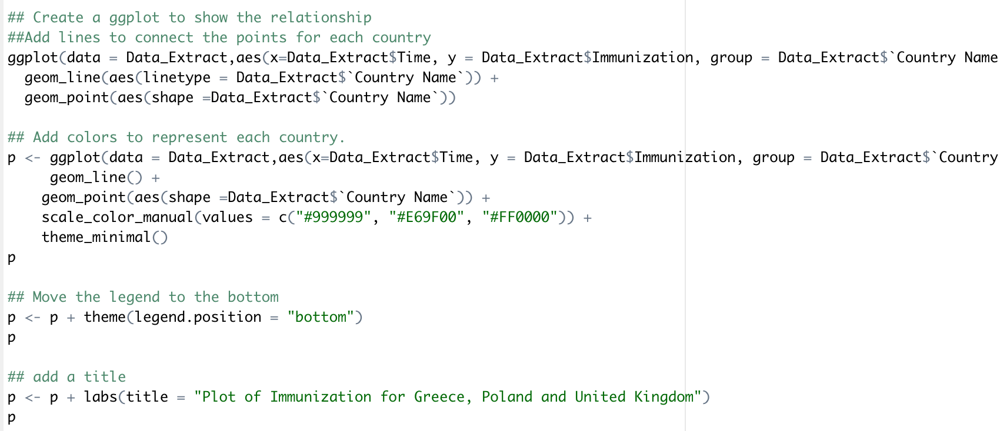 ## Create a ggplot to show the relationship
##Add lines to connect the points for each country
ggplot(data = Data_Extract,aes(x=Data_Extract$Time, y = Data_Extract$Immunization, group = Data_Extract$`Country Name
  geom_line(aes(linetype = Data_Extract$`Country Name`)) +
  geom_point(aes(shape =Data_Extract$`Country Name`))
## Add colors to represent each country.
p <- ggplot(data = Data_Extract,aes(x=Data_Extract$Time, y = Data_Extract$Immunization, group = Data_Extract$`Country
     geom_line() +
    geom_point(aes(shape =Data_Extract$`Country Name`)) +
    scale_color_manual(values = c("#999999", "#E69F00", "#FF0000")) +
    theme_minimal()
p
## Move the legend to the bottom
p <- p + theme(legend.position = "bottom")
p
## add a title
p <- p + labs(title = "Plot of Immunization for Greece, Poland and United Kingdom")
p